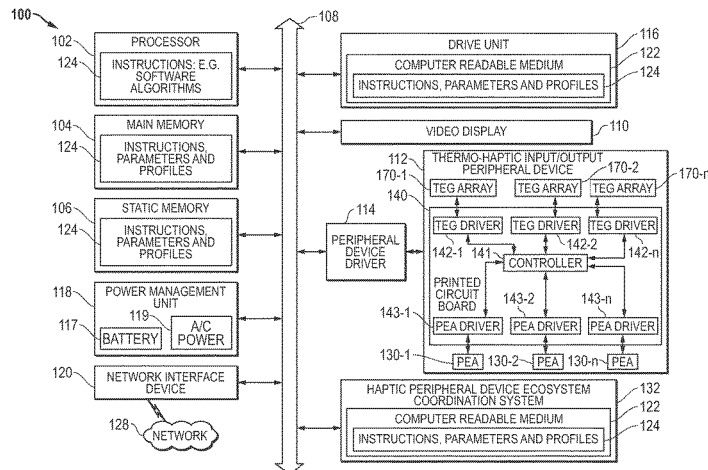 100
108
102
PROCESSOR
124
INSTRUCTIONS: E.G.
SOFTWARE
ALGORITHMS
104
MAIN MEMORY
124
INSTRUCTIONS,
PARAMETERS AND
PROFILES
106
STATIC MEMORY
124
INSTRUCTIONS,
PARAMETERS AND
PROFILES
118
POWER MANAGEMENT
UNIT
117
119
BATTERY
A/C
POWER
120
NETWORK INTERFACE
DEVICE
128
NETWORK
116
DRIVE UNIT
122
COMPUTER READABLE MEDIUM
124
INSTRUCTIONS, PARAMETERS AND PROFILES
VIDEO DISPLAY
110
114
PERIPHERAL
DEVICE
DRIVER
112
THERMO-HAPTIC INPUT/OUTPUT
PERIPHERAL DEVICE
170-1
170-2
170-n
TEG ARRAY
TEG ARRAY
TEG ARRAY
140
TEG DRIVER
TEG DRIVER
TEG DRIVER
142-1
142-2
142-n
141
CONTROLLER
PRINTED
CIRCUIT
BOARD
143-1
143-2
143-n
PEA DRIVER
PEA DRIVER
PEA DRIVER
130-1
PEA
130-2
PEA
130-n
PEA
HAPTIC PERIPHERAL DEVICE ECOSYSTEM
COORDINATION SYSTEM
132
COMPUTER READABLE MEDIUM
122
INSTRUCTIONS, PARAMETERS AND PROFILES
124